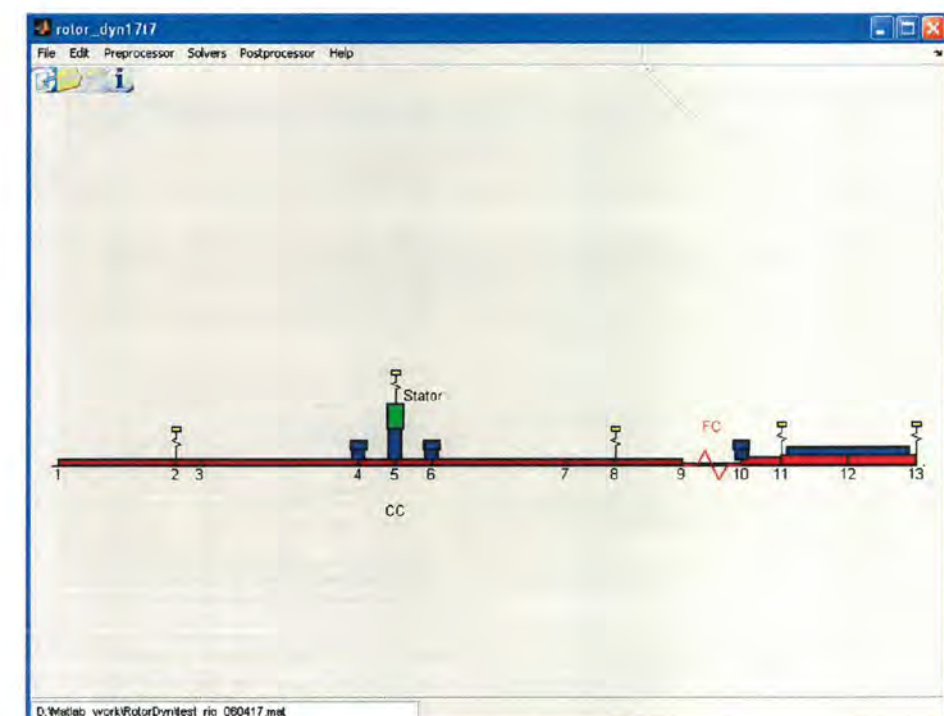 rotor_dyn17t7
File Edit Preprocessor Solvers Postprocessor Help
Stator
FC
1 2 3 4 5 6 7 8 9 10 11 12 13
CC
D:\Matlab_work\RotorDyn\test_rig_060417.mat